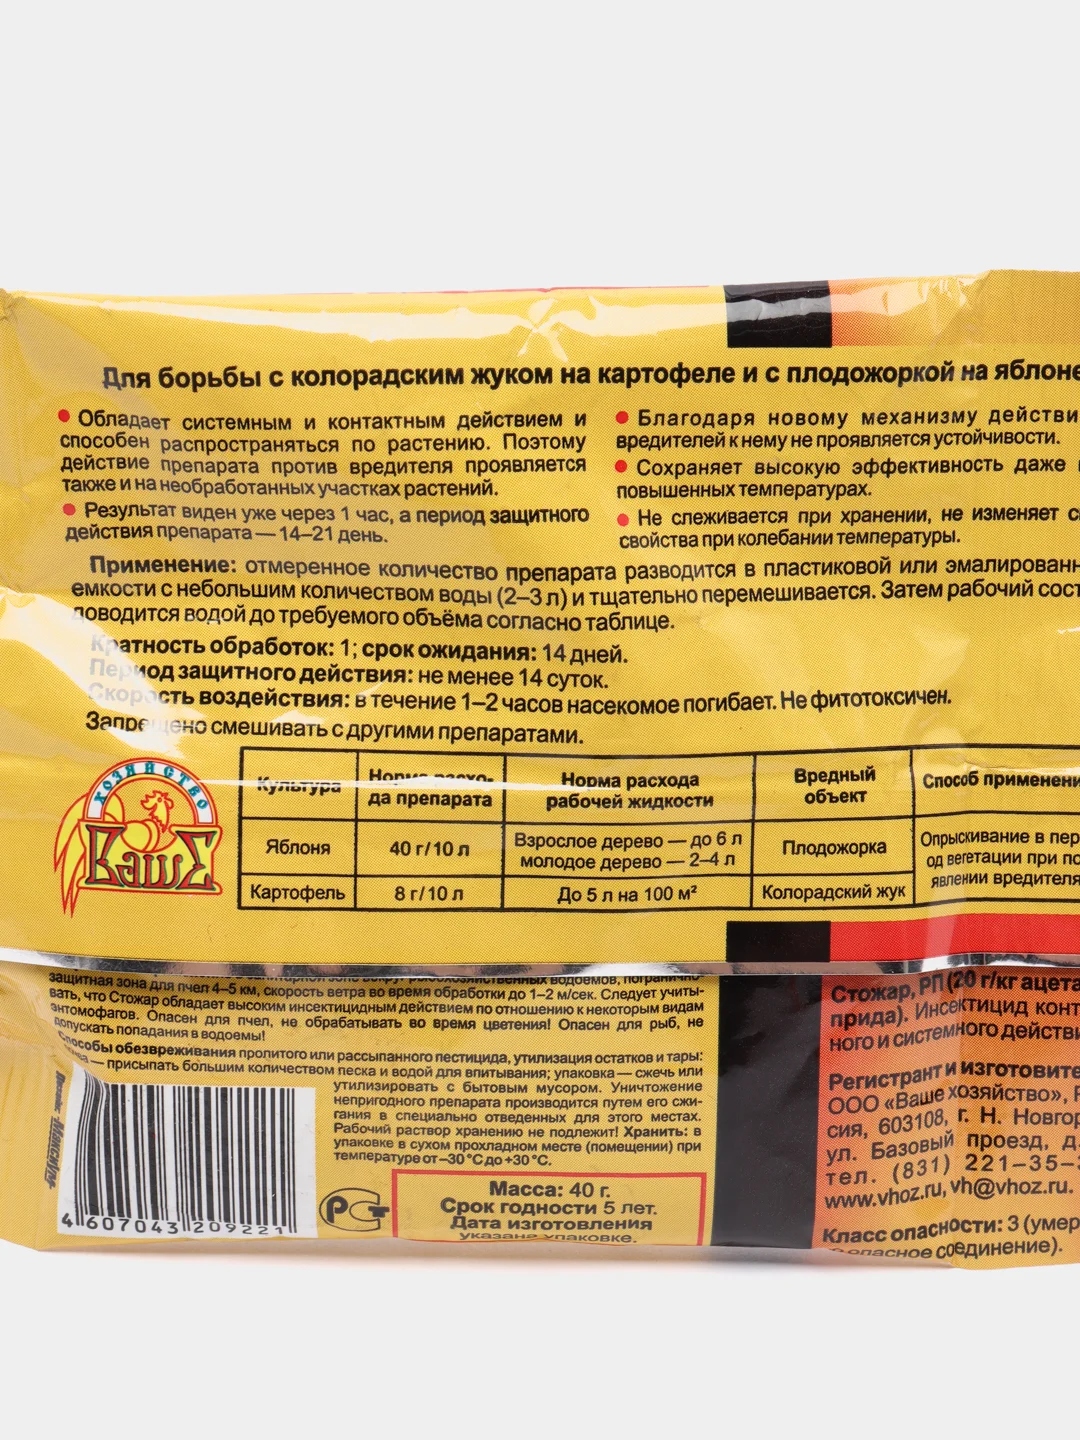 Для борьбы с колорадским жуком на картофеле и с плодожоркой на яблоне
• Обладает системным и контактным действием и
способен распространяться по растению. Поэтому
действие препарата против вредителя проявляется
также и на необработанных участках растений.
• Результат виден уже через 1 час, а период защитного
действия препарата — 14–21 день.
• Благодаря новому механизму действи
вредителей к нему не проявляется устойчивости.
• Сохраняет высокую эффективность даже
повышенных температурах.
• Не слеживается при хранении, не изменяет с
свойства при колебании температуры.
Применение: отмеренное количество препарата разводится в пластиковой или эмалированн
емкости с небольшим количеством воды (2–3 л) и тщательно перемешивается. Затем рабочий сост
доводится водой до требуемого объёма согласно таблице.
Кратность обработок: 1; срок ожидания: 14 дней.
Период защитного действия: не менее 14 суток.
Скорость воздействия: в течение 1–2 часов насекомое погибает. Не фитотоксичен.
Запрещено смешивать с другими препаратами.
ХОЗЯЙСТВО
ВАШЕ
Культура
Норма расхо-
да препарата
Норма расхода
рабочей жидкости
Вредный
объект
Способ применени
Яблоня
40 г/10 л
Взрослое дерево — до 6 л
молодое дерево — 2–4 л
Плодожорка
Опрыскивание в пер
од вегетации при по
явлении вредителя
Картофель
8 г/10 л
До 5 л на 100 м²
Колорадский жук
защитная зона для пчел 4–5 км, скорость ветра во время обработки до 1–2 м/сек. Следует учиты-
вать, что Стожар обладает высоким инсектицидным действием по отношению к некоторым видам
энтомофагов. Опасен для пчел, не обрабатывать во время цветения! Опасен для рыб, не
допускать попадания в водоемы!
Способы обезвреживания пролитого или рассыпанного пестицида, утилизация остатков и тары:
— присыпать большим количеством песка и водой для впитывания; упаковка — сжечь или
утилизировать с бытовым мусором. Уничтожение
непригодного препарата производится путем его сжи-
гания в специально отведенных для этого местах.
Рабочий раствор хранению не подлежит! Хранить: в
упаковке в сухом прохладном месте (помещении) при
температуре от –30 °С до +30 °С.
4 607043 209221
РСТ
Масса: 40 г.
Срок годности 5 лет.
Дата изготовления
указана упаковке.
Стожар, РП (20 г/кг ацета
прида). Инсектицид конт
ного и системного действи
Регистрант и изготовите
ООО «Ваше хозяйство», Р
сия, 603108, г. Н. Новгор
ул. Базовый проезд, д.
тел. (831) 221–35–
www.vhoz.ru, vh@vhoz.ru.
Класс опасности: 3 (умер
опасное соединение).